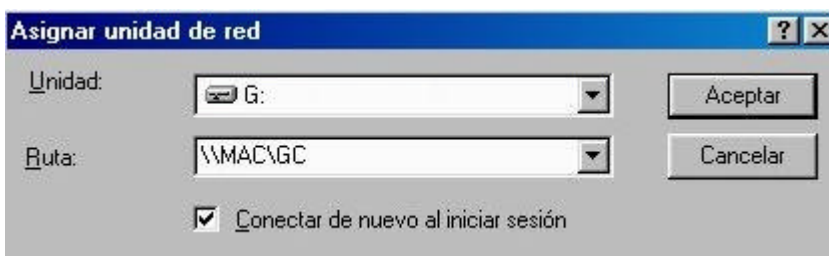 Asignar unidad de red
Unidad: G: Aceptar
Ruta: \\MAC\GC Cancelar
Conectar de nuevo al iniciar sesión